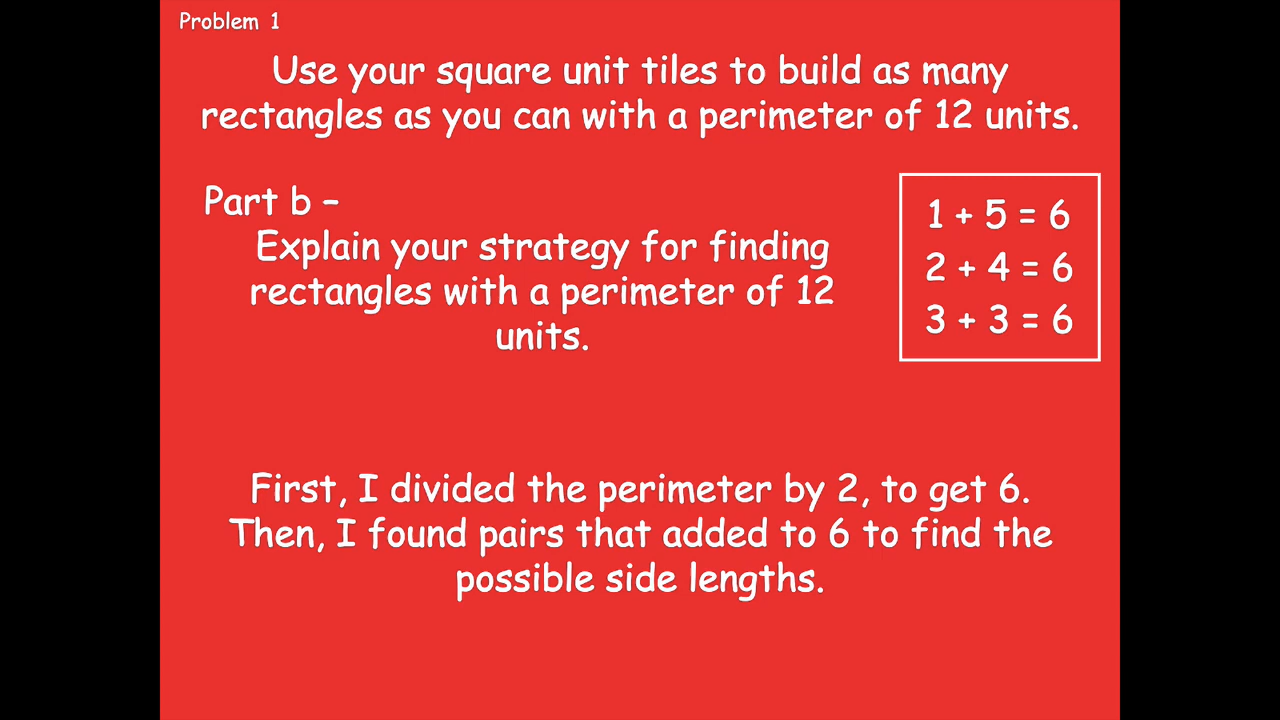 Problem 1
Use your square unit tiles to build as many
rectangles as you can with a perimeter of 12 units.
Part b –
Explain your strategy for finding
rectangles with a perimeter of 12
units.
1 + 5 = 6
2 + 4 = 6
3 + 3 = 6
First, I divided the perimeter by 2, to get 6.
Then, I found pairs that added to 6 to find the
possible side lengths.